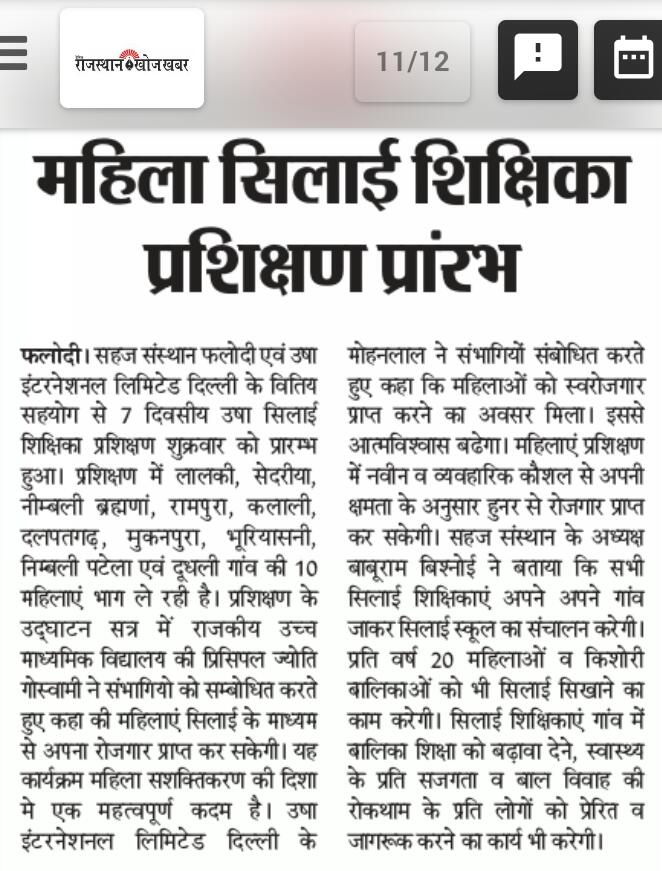 राजस्थान खोजखबर
11/12
महिला सिलाई शिक्षिका
प्रशिक्षण प्रांरभ
फलोदी। सहज संस्थान फलोदी एवं उषा
इंटरनेशनल लिमिटेड दिल्ली के वितिय
सहयोग से 7 दिवसीय उषा सिलाई
शिक्षिका प्रशिक्षण शुक्रवार को प्रारम्भ
हुआ। प्रशिक्षण में लालकी, सेदरीया,
नीम्बली ब्रह्मणां, रामपुरा, कलाली,
दलपतगढ़, मुकनपुरा, भूरियासनी,
निम्बली पटेला एवं दूधली गांव की 10
महिलाएं भाग ले रही है। प्रशिक्षण के
उद्घाटन सत्र में राजकीय उच्च
माध्यमिक विद्यालय की प्रिसिपल ज्योति
गोस्वामी ने संभागियो को सम्बोधित करते
हुए कहा की महिलाएं सिलाई के माध्यम
से अपना रोजगार प्राप्त कर सकेगी। यह
कार्यक्रम महिला सशक्तिकरण की दिशा
मे एक महत्वपूर्ण कदम है। उषा
इंटरनेशनल लिमिटेड दिल्ली के
मोहनलाल ने संभागियों संबोधित करते
हुए कहा कि महिलाओं को स्वरोजगार
प्राप्त करने का अवसर मिला। इससे
आत्मविश्वास बढेगा। महिलाएं प्रशिक्षण
में नवीन व व्यवहारिक कौशल से अपनी
क्षमता के अनुसार हुनर से रोजगार प्राप्त
कर सकेगी। सहज संस्थान के अध्यक्ष
बाबूराम बिश्नोई ने बताया कि सभी
सिलाई शिक्षिकाएं अपने अपने गांव
जाकर सिलाई स्कूल का संचालन करेगी।
प्रति वर्ष 20 महिलाओं व किशोरी
बालिकाओं को भी सिलाई सिखाने का
काम करेगी। सिलाई शिक्षिकाएं गांव में
बालिका शिक्षा को बढ़ावा देने, स्वास्थ्य
के प्रति सजगता व बाल विवाह की
रोकथाम के प्रति लोगों को प्रेरित व
जागरूक करने का कार्य भी करेगी।